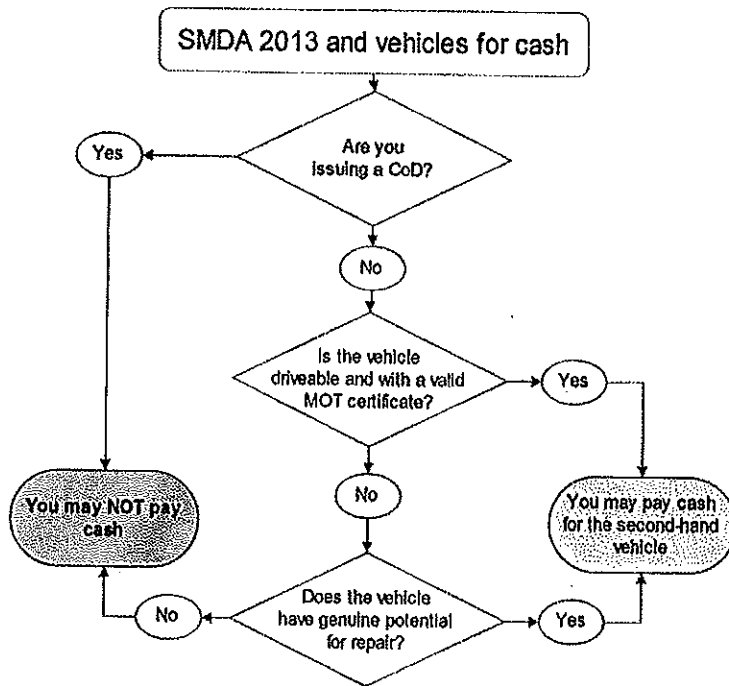 SMDA 2013 and vehicles for cash
Are you
issuing a CoD?
Yes
No
Is the vehicle
driveable and with a valid
MOT certificate?
Yes
No
You may NOT pay
cash
You may pay cash
for the second-hand
vehicle
Does the vehicle
have genuine potential
for repair?
No
Yes